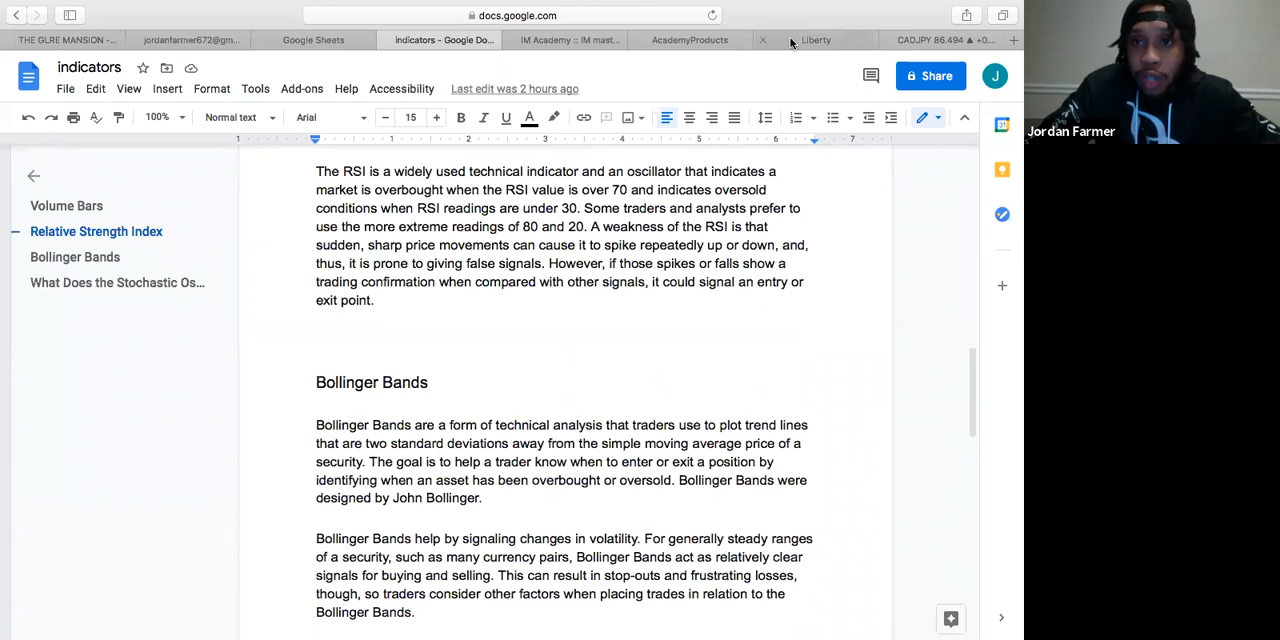 docs.google.com
THE GLRE MANSION -...
jordanfarmer672@gm...
Google Sheets
indicators - Google Do...
IM Academy :: IM mast...
AcademyProducts
Liberty
CADJPY 86.494 ▲ +0....
indicators
File Edit View Insert Format Tools Add-ons Help Accessibility Last edit was 2 hours ago
Share
J
100% Normal text Arial 15
1 1 2 3 4 5 6 7
Volume Bars
Relative Strength Index
Bollinger Bands
What Does the Stochastic Os...
The RSI is a widely used technical indicator and an oscillator that indicates a
market is overbought when the RSI value is over 70 and indicates oversold
conditions when RSI readings are under 30. Some traders and analysts prefer to
use the more extreme readings of 80 and 20. A weakness of the RSI is that
sudden, sharp price movements can cause it to spike repeatedly up or down, and,
thus, it is prone to giving false signals. However, if those spikes or falls show a
trading confirmation when compared with other signals, it could signal an entry or
exit point.
Bollinger Bands
Bollinger Bands are a form of technical analysis that traders use to plot trend lines
that are two standard deviations away from the simple moving average price of a
security. The goal is to help a trader know when to enter or exit a position by
identifying when an asset has been overbought or oversold. Bollinger Bands were
designed by John Bollinger.
Bollinger Bands help by signaling changes in volatility. For generally steady ranges
of a security, such as many currency pairs, Bollinger Bands act as relatively clear
signals for buying and selling. This can result in stop-outs and frustrating losses,
though, so traders consider other factors when placing trades in relation to the
Bollinger Bands.
Jordan Farmer